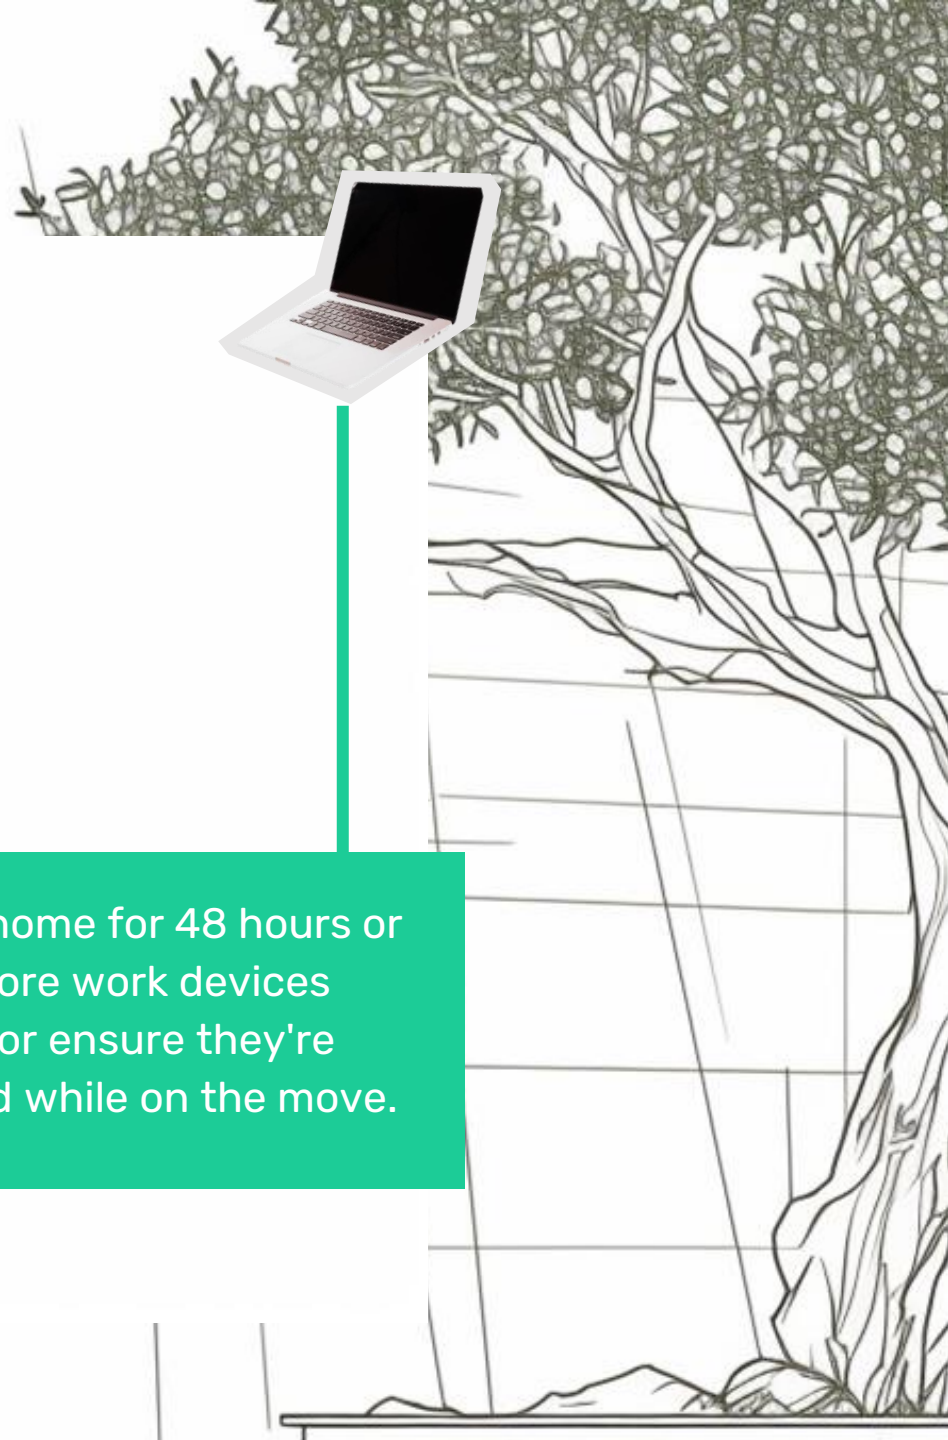 home for 48 hours or
ore work devices
or ensure they're
while on the move.